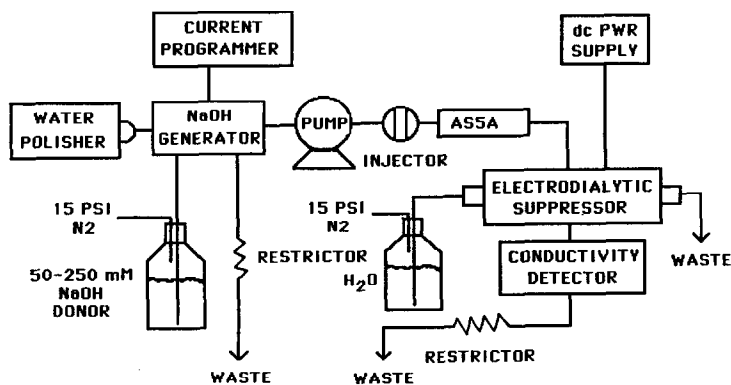 CURRENT
PROGRAMMER
dc PWR
SUPPLY
WATER
POLISHER
NaOH
GENERATOR
PUMP
INJECTOR
AS5A
15 PSI
N2
50-250 mM
NaOH
DONOR
RESTRICTOR
WASTE
15 PSI
N2
H2O
ELECTRODIALYTIC
SUPPRESSOR
WASTE
CONDUCTIVITY
DETECTOR
RESTRICTOR
WASTE